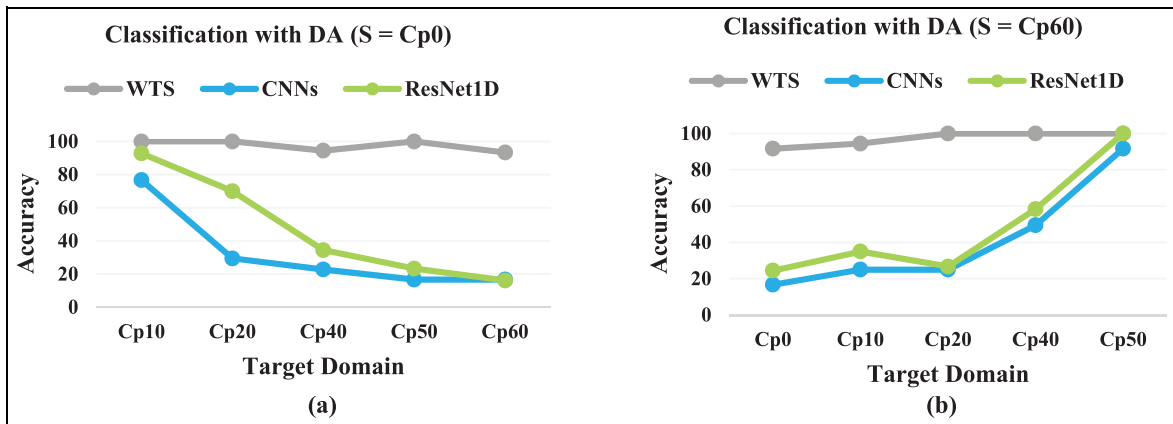 Classification with DA (S = Cp0)
WTS CNNs ResNet1D
100
80
60
40
20
0
Accuracy
Cp10 Cp20 Cp40 Cp50 Cp60
Target Domain
(a)
Classification with DA (S = Cp60)
WTS CNNs ResNet1D
100
80
60
40
20
0
Accuracy
Cp0 Cp10 Cp20 Cp40 Cp50
Target Domain
(b)